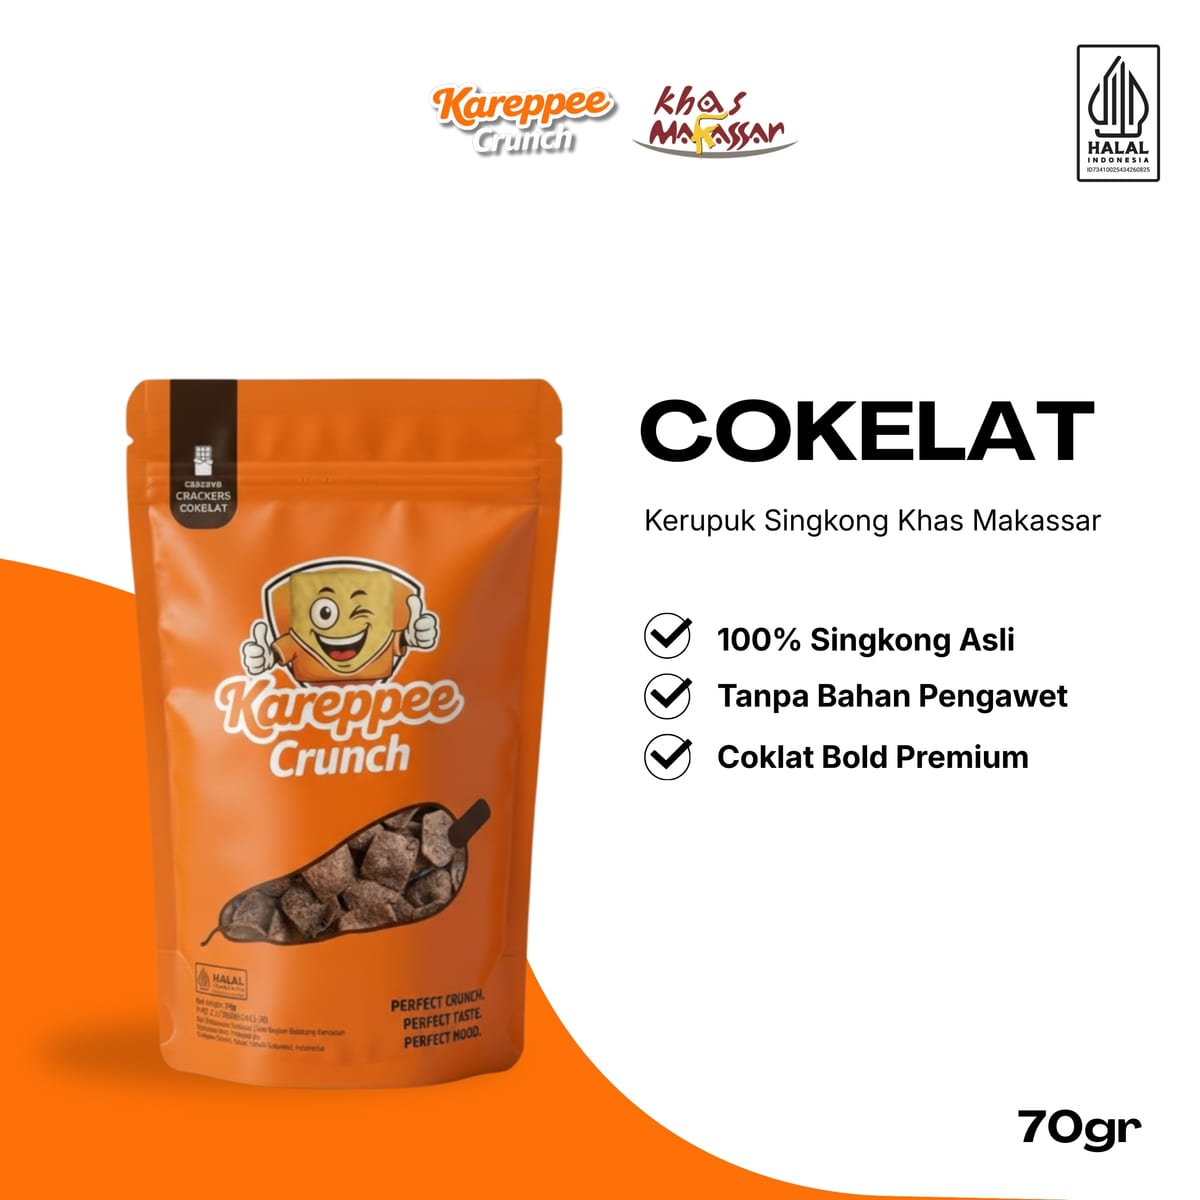 Kareppee
Crunch
Khas
Makassar
HALAL
INDONESIA
ID73410025434260825
COKELAT
Kerupuk Singkong Khas Makassar
100% Singkong Asli
Tanpa Bahan Pengawet
Coklat Bold Premium
CRACKERS
COKELAT
Kareppee
Crunch
HALAL
PERFECT CRUNCH.
PERFECT TASTE.
PERFECT MOOD.
70gr